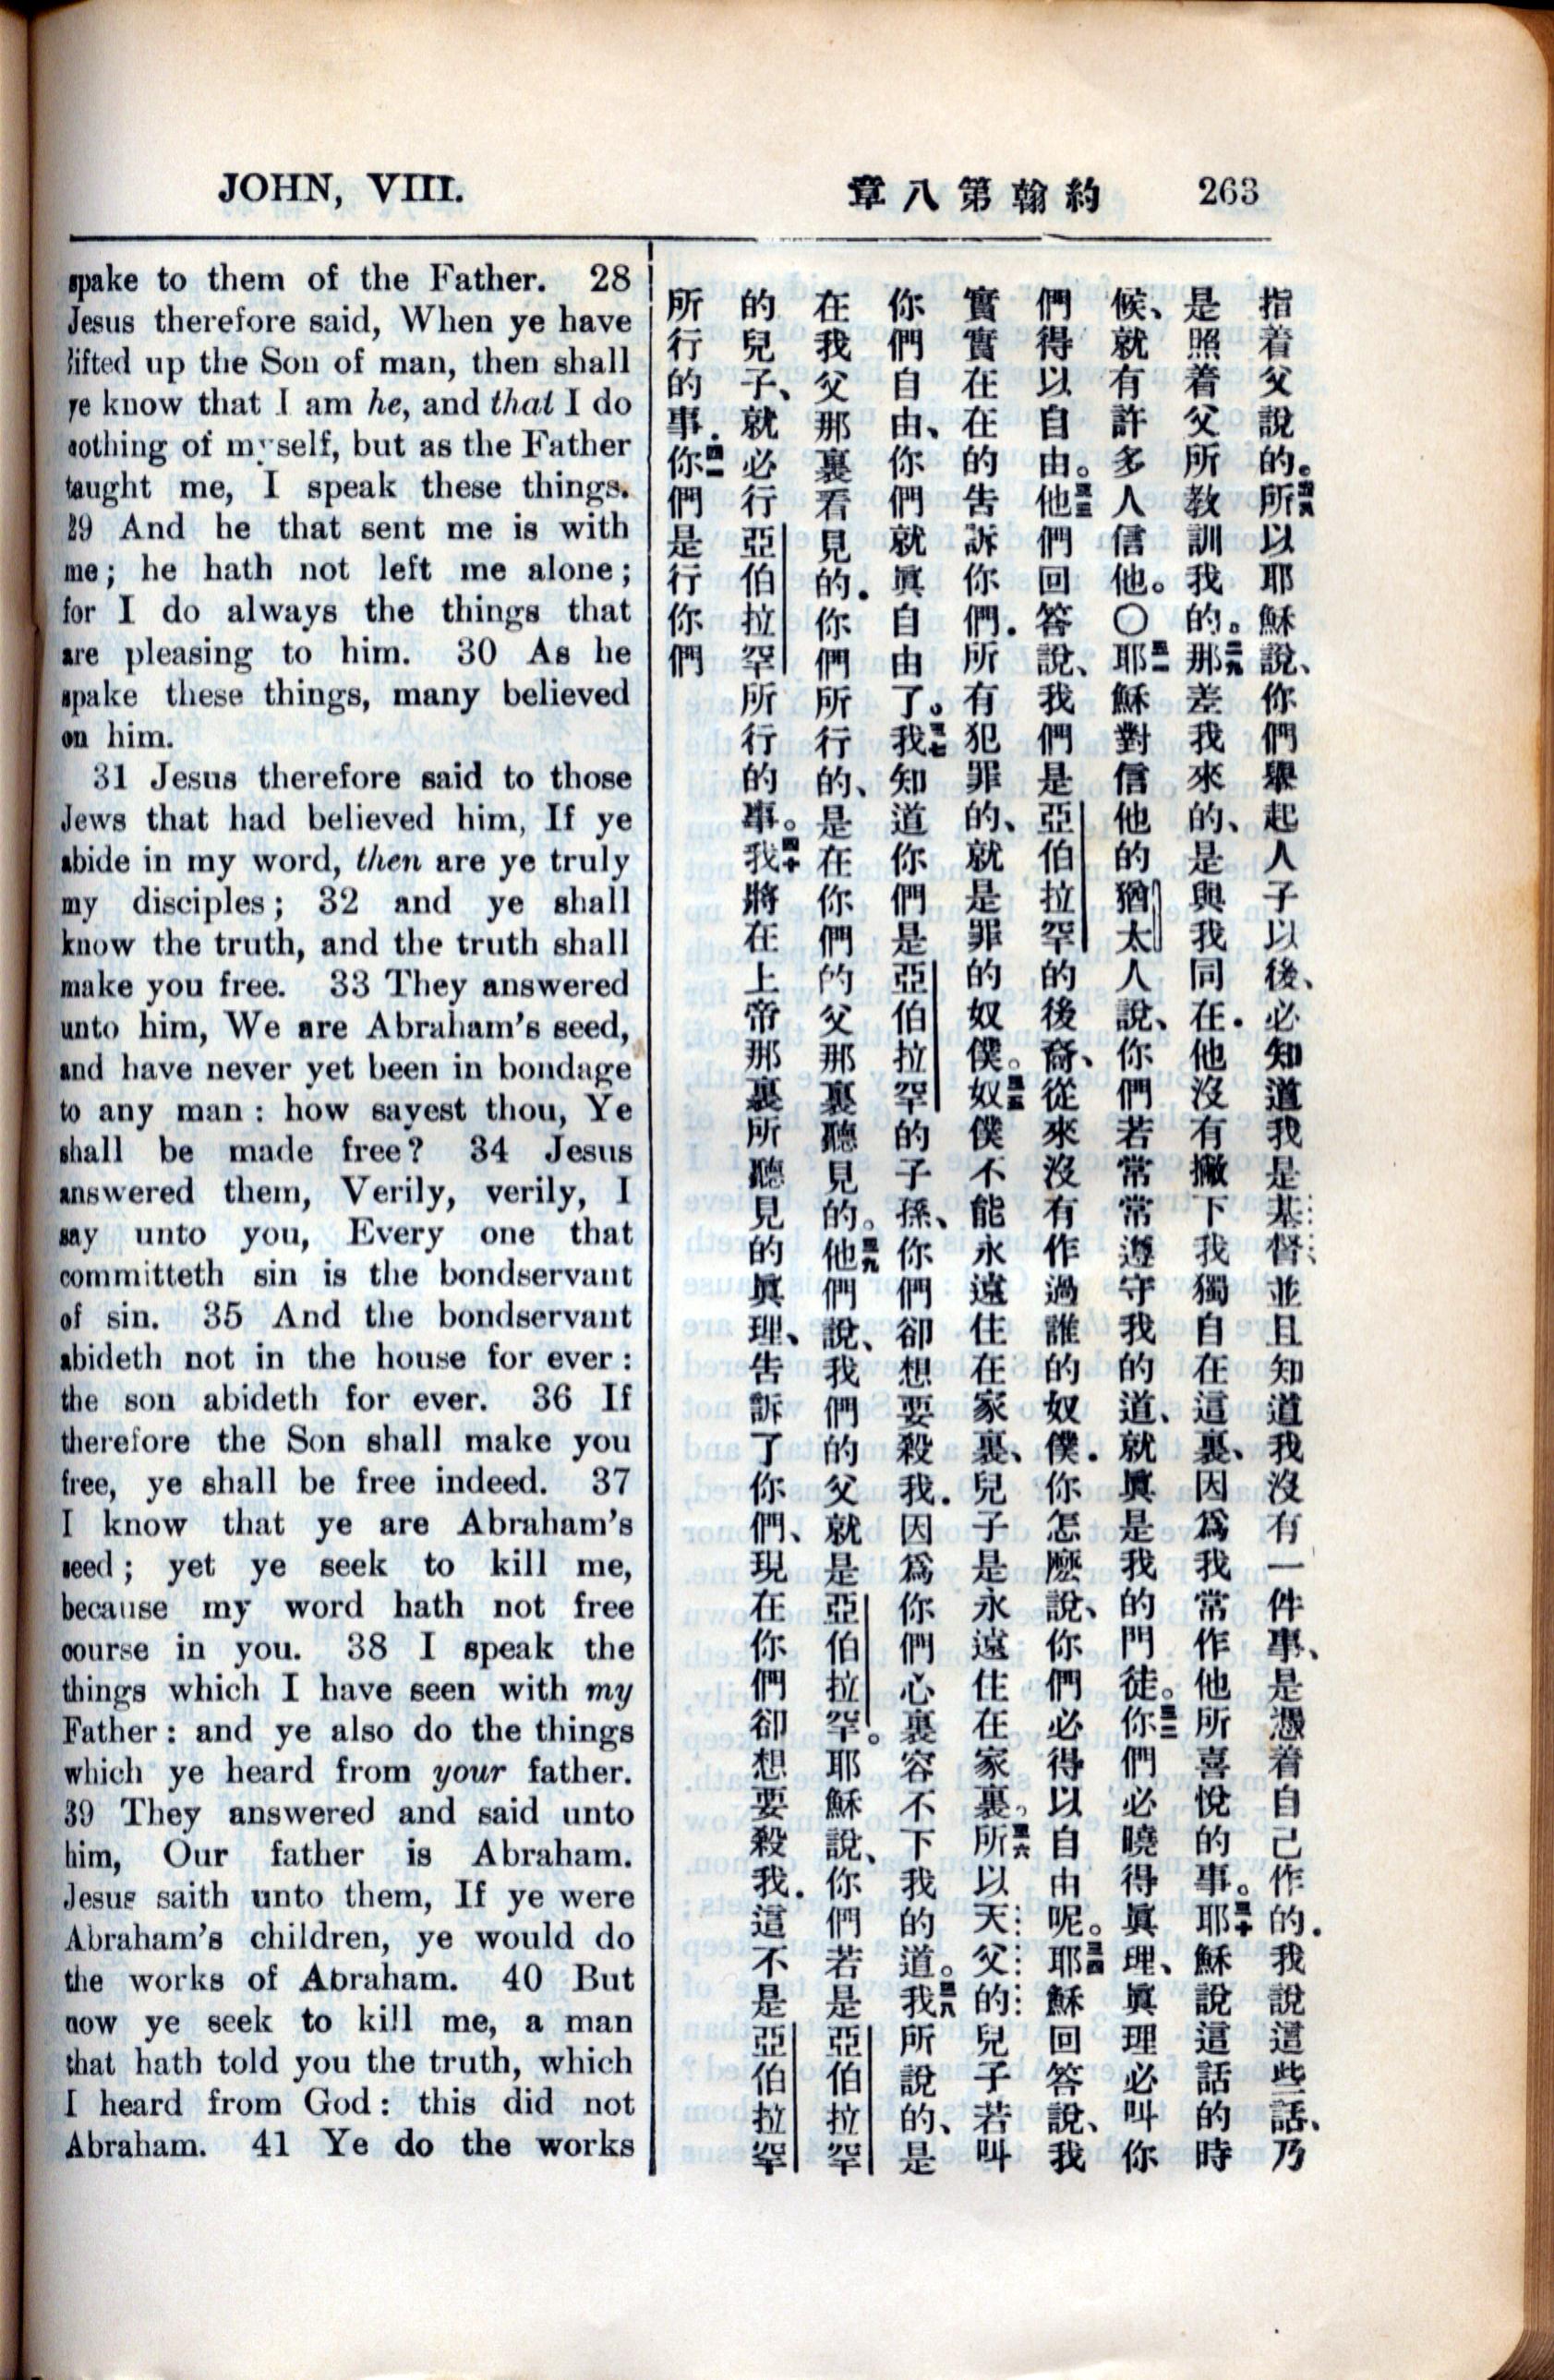 JOHN, VIII.
約翰第八章 263
spake to them of the Father. 28
Jesus therefore said, When ye have
lifted up the Son of man, then shall
ye know that I am he, and that I do
nothing of myself, but as the Father
taught me, I speak these things.
29 And he that sent me is with
me; he hath not left me alone;
for I do always the things that
are pleasing to him. 30 As he
spake these things, many believed
on him.
31 Jesus therefore said to those
Jews that had believed him, If ye
abide in my word, then are ye truly
my disciples; 32 and ye shall
know the truth, and the truth shall
make you free. 33 They answered
unto him, We are Abraham's seed,
and have never yet been in bondage
to any man: how sayest thou, Ye
shall be made free? 34 Jesus
answered them, Verily, verily, I
say unto you, Every one that
committeth sin is the bondservant
of sin. 35 And the bondservant
abideth not in the house for ever:
the son abideth for ever. 36 If
therefore the Son shall make you
free, ye shall be free indeed. 37
I know that ye are Abraham's
seed; yet ye seek to kill me,
because my word hath not free
course in you. 38 I speak the
things which I have seen with my
Father: and ye also do the things
which ye heard from your father.
39 They answered and said unto
him, Our father is Abraham.
Jesus saith unto them, If ye were
Abraham's children, ye would do
the works of Abraham. 40 But
now ye seek to kill me, a man
that hath told you the truth, which
I heard from God: this did not
Abraham. 41 Ye do the works
指着父說的。二八所以耶穌說、你們舉起人子以後、必知道我是基督、並且知道我沒有一件事、是憑着自己作的．我說這些話、乃
是照着父所教訓我的。二九那差我來的、是與我同在．他沒有撇下我獨自在這裏、因爲我常作他所喜悅的事。三十耶穌說這話的時
候、就有許多人信他。〇三一耶穌對信他的猶太人說、你們若常常遵守我的道、就眞是我的門徒。三二你們必曉得眞理、眞理必叫你
們得以自由。三三他們回答說、我們是亞伯拉罕的後裔、從來沒有作過誰的奴僕．你怎麼說、你們必得以自由呢。三四耶穌回答說、我
實實在在的告訴你們．所有犯罪的、就是罪的奴僕。三五奴僕不能永遠住在家裏、兒子是永遠住在家裏。三六所以天父的兒子若叫
你們自由、你們就眞自由了。三七我知道你們是亞伯拉罕的子孫、你們卻想要殺我．因爲你們心裏容不下我的道。三八我所說的、是
在我父那裏看見的．你們所行的、是在你們的父那裏聽見的。三九他們說、我們的父、就是亞伯拉罕。耶穌說、你們若是亞伯拉罕
的兒子、就必行亞伯拉罕所行的事。四十我將在上帝那裏所聽見的眞理、告訴了你們、現在你們卻想要殺我．這不是亞伯拉罕
所行的事．四一你們是行你們